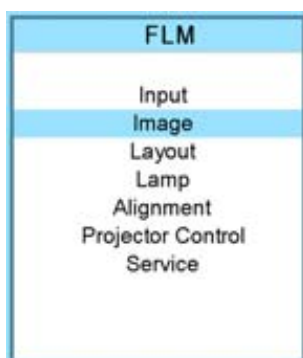 FLM
Input
Image
Layout
Lamp
Alignment
Projector Control
Service